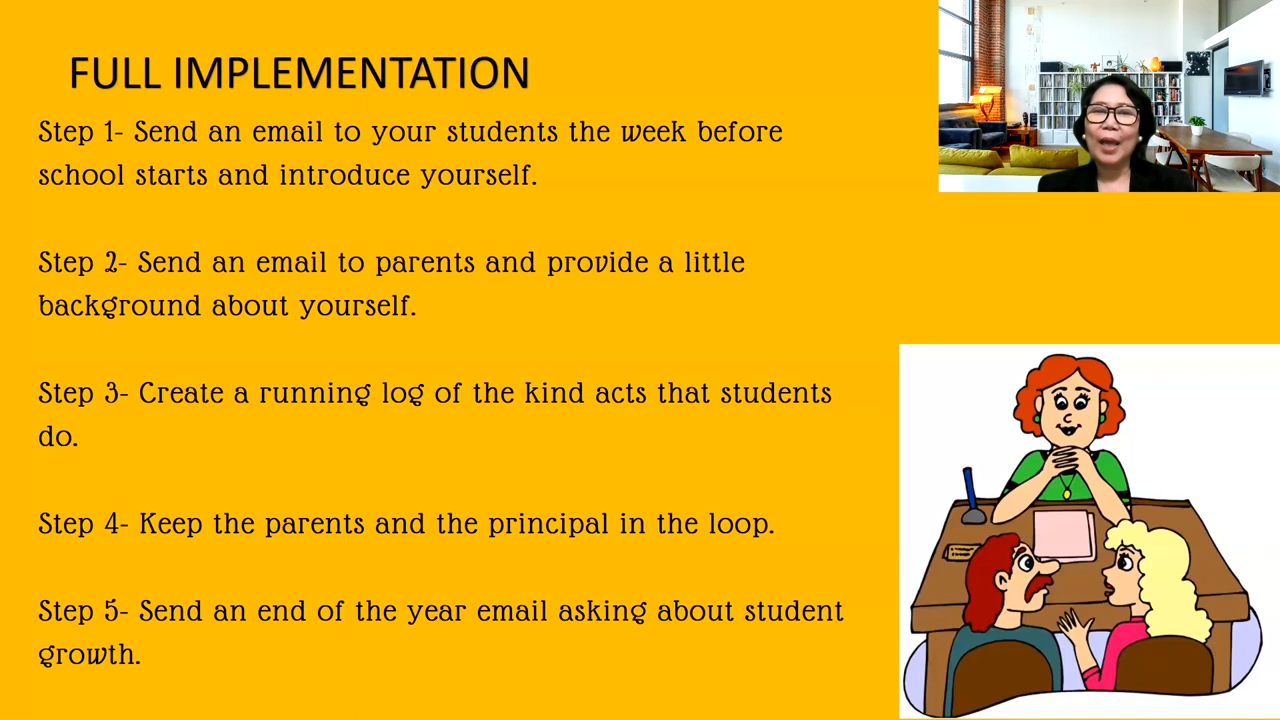 FULL IMPLEMENTATION
Step 1- Send an email to your students the week before
school starts and introduce yourself.
Step 2- Send an email to parents and provide a little
background about yourself.
Step 3- Create a running log of the kind acts that students
do.
Step 4- Keep the parents and the principal in the loop.
Step 5- Send an end of the year email asking about student
growth.